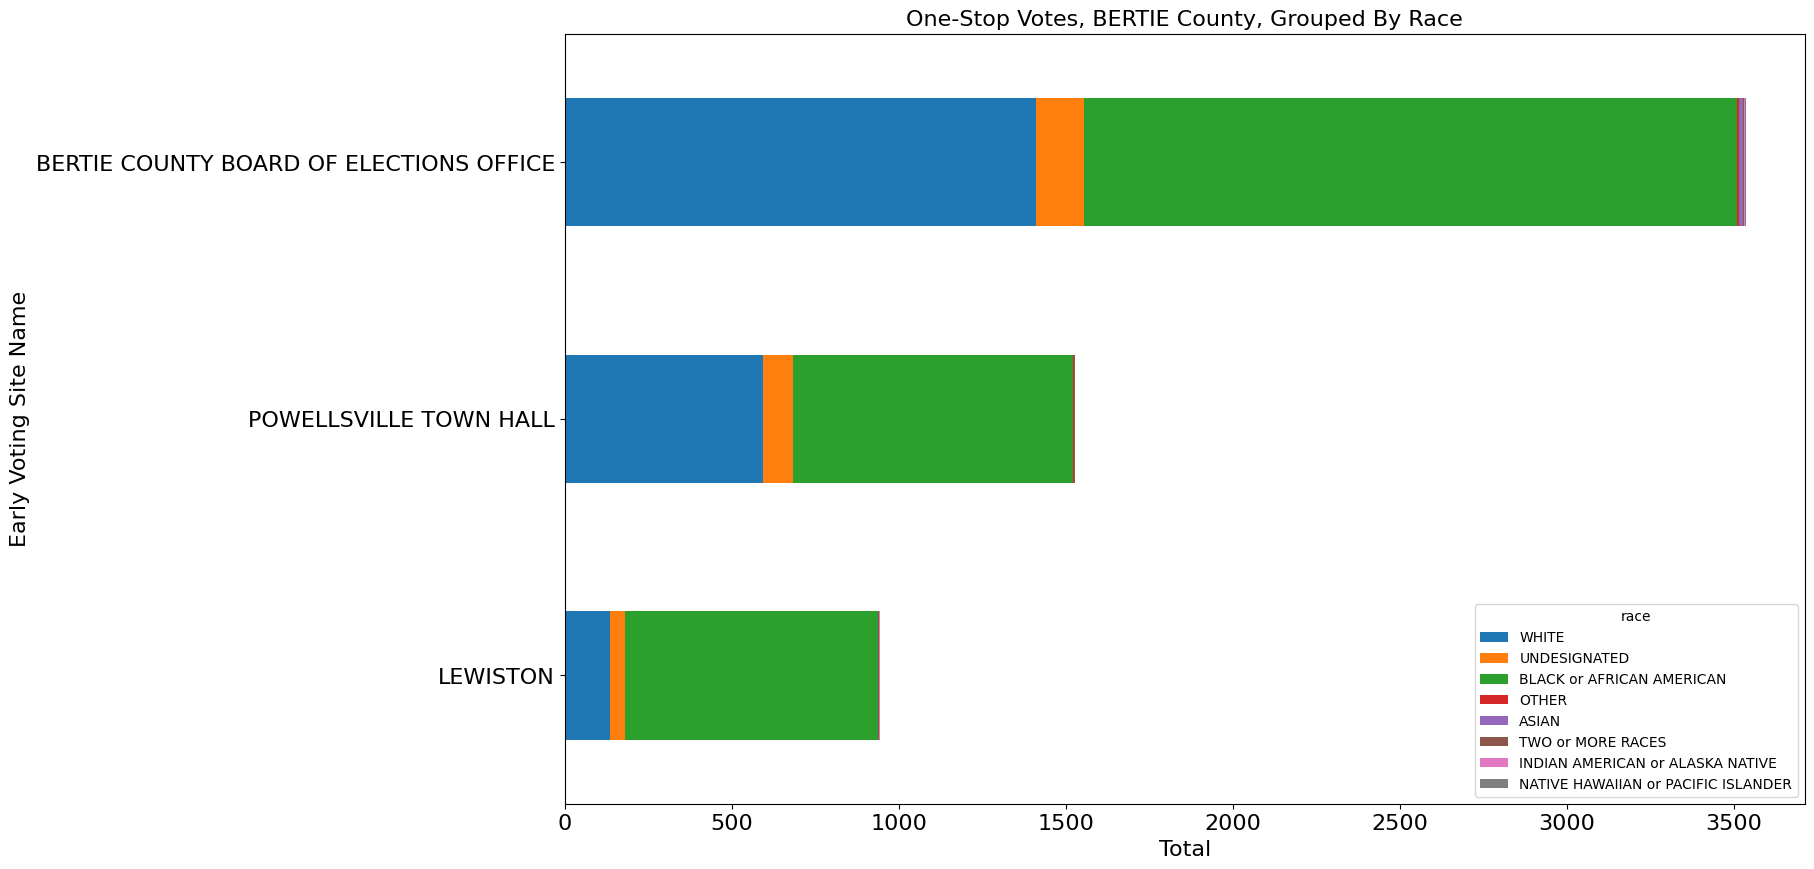 One-Stop Votes, BERTIE County, Grouped By Race
Early Voting Site Name
BERTIE COUNTY BOARD OF ELECTIONS OFFICE
POWELLSVILLE TOWN HALL
LEWISTON
race
WHITE
UNDESIGNATED
BLACK or AFRICAN AMERICAN
OTHER
ASIAN
TWO or MORE RACES
INDIAN AMERICAN or ALASKA NATIVE
NATIVE HAWAIIAN or PACIFIC ISLANDER
0 500 1000 1500 2000 2500 3000 3500
Total